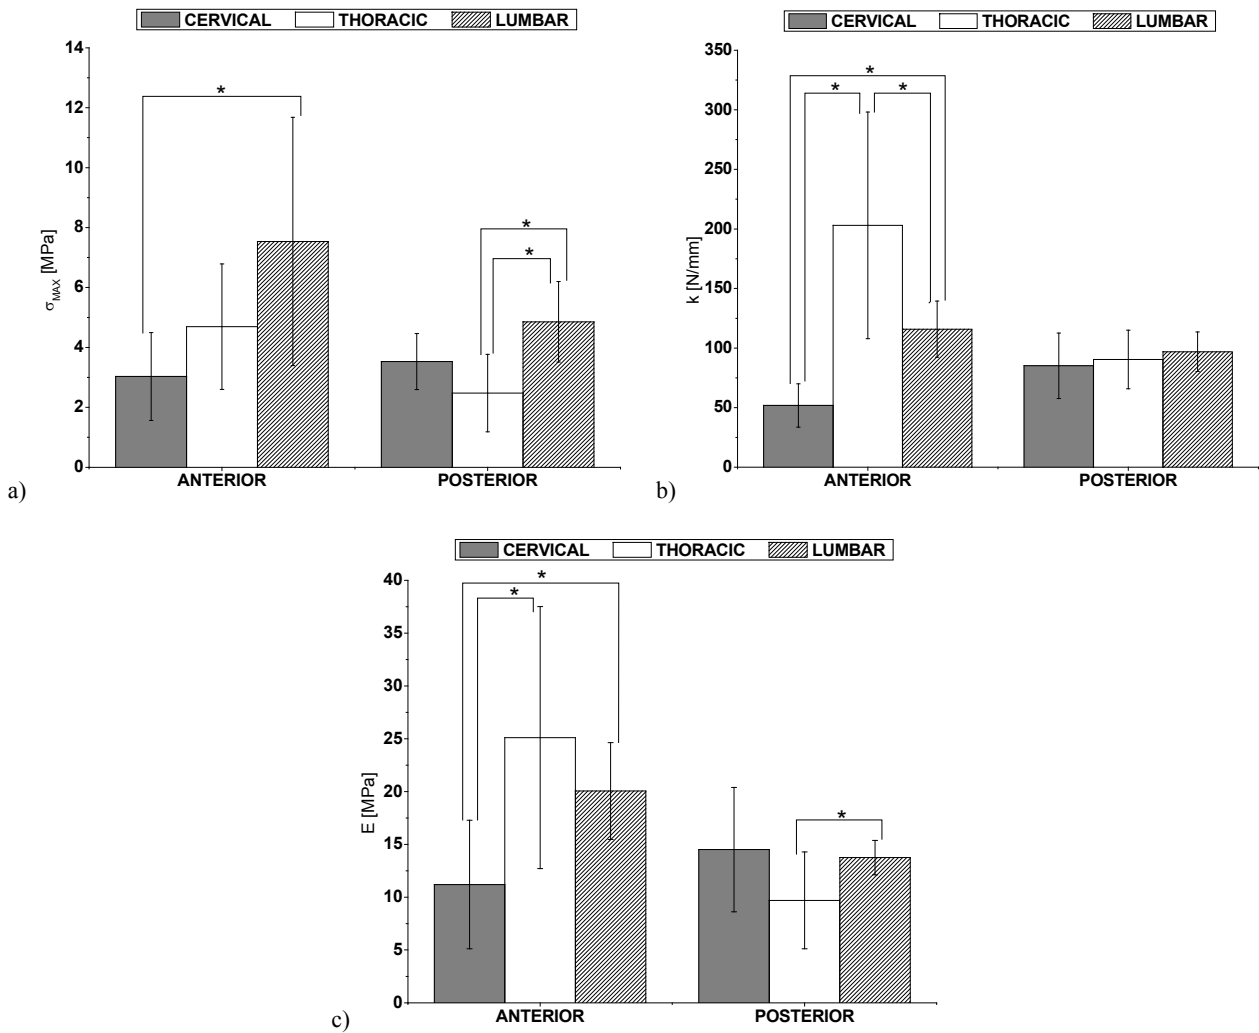 CERVICAL THORACIC LUMBAR
14
12
10
8
6
4
2
0
σMAX [MPa]
*
*
*
ANTERIOR POSTERIOR
a)
CERVICAL THORACIC LUMBAR
350
300
250
200
150
100
50
0
k [N/mm]
*
* *
ANTERIOR POSTERIOR
b)
CERVICAL THORACIC LUMBAR
40
35
30
25
20
15
10
5
0
E [MPa]
*
*
*
ANTERIOR POSTERIOR
c)